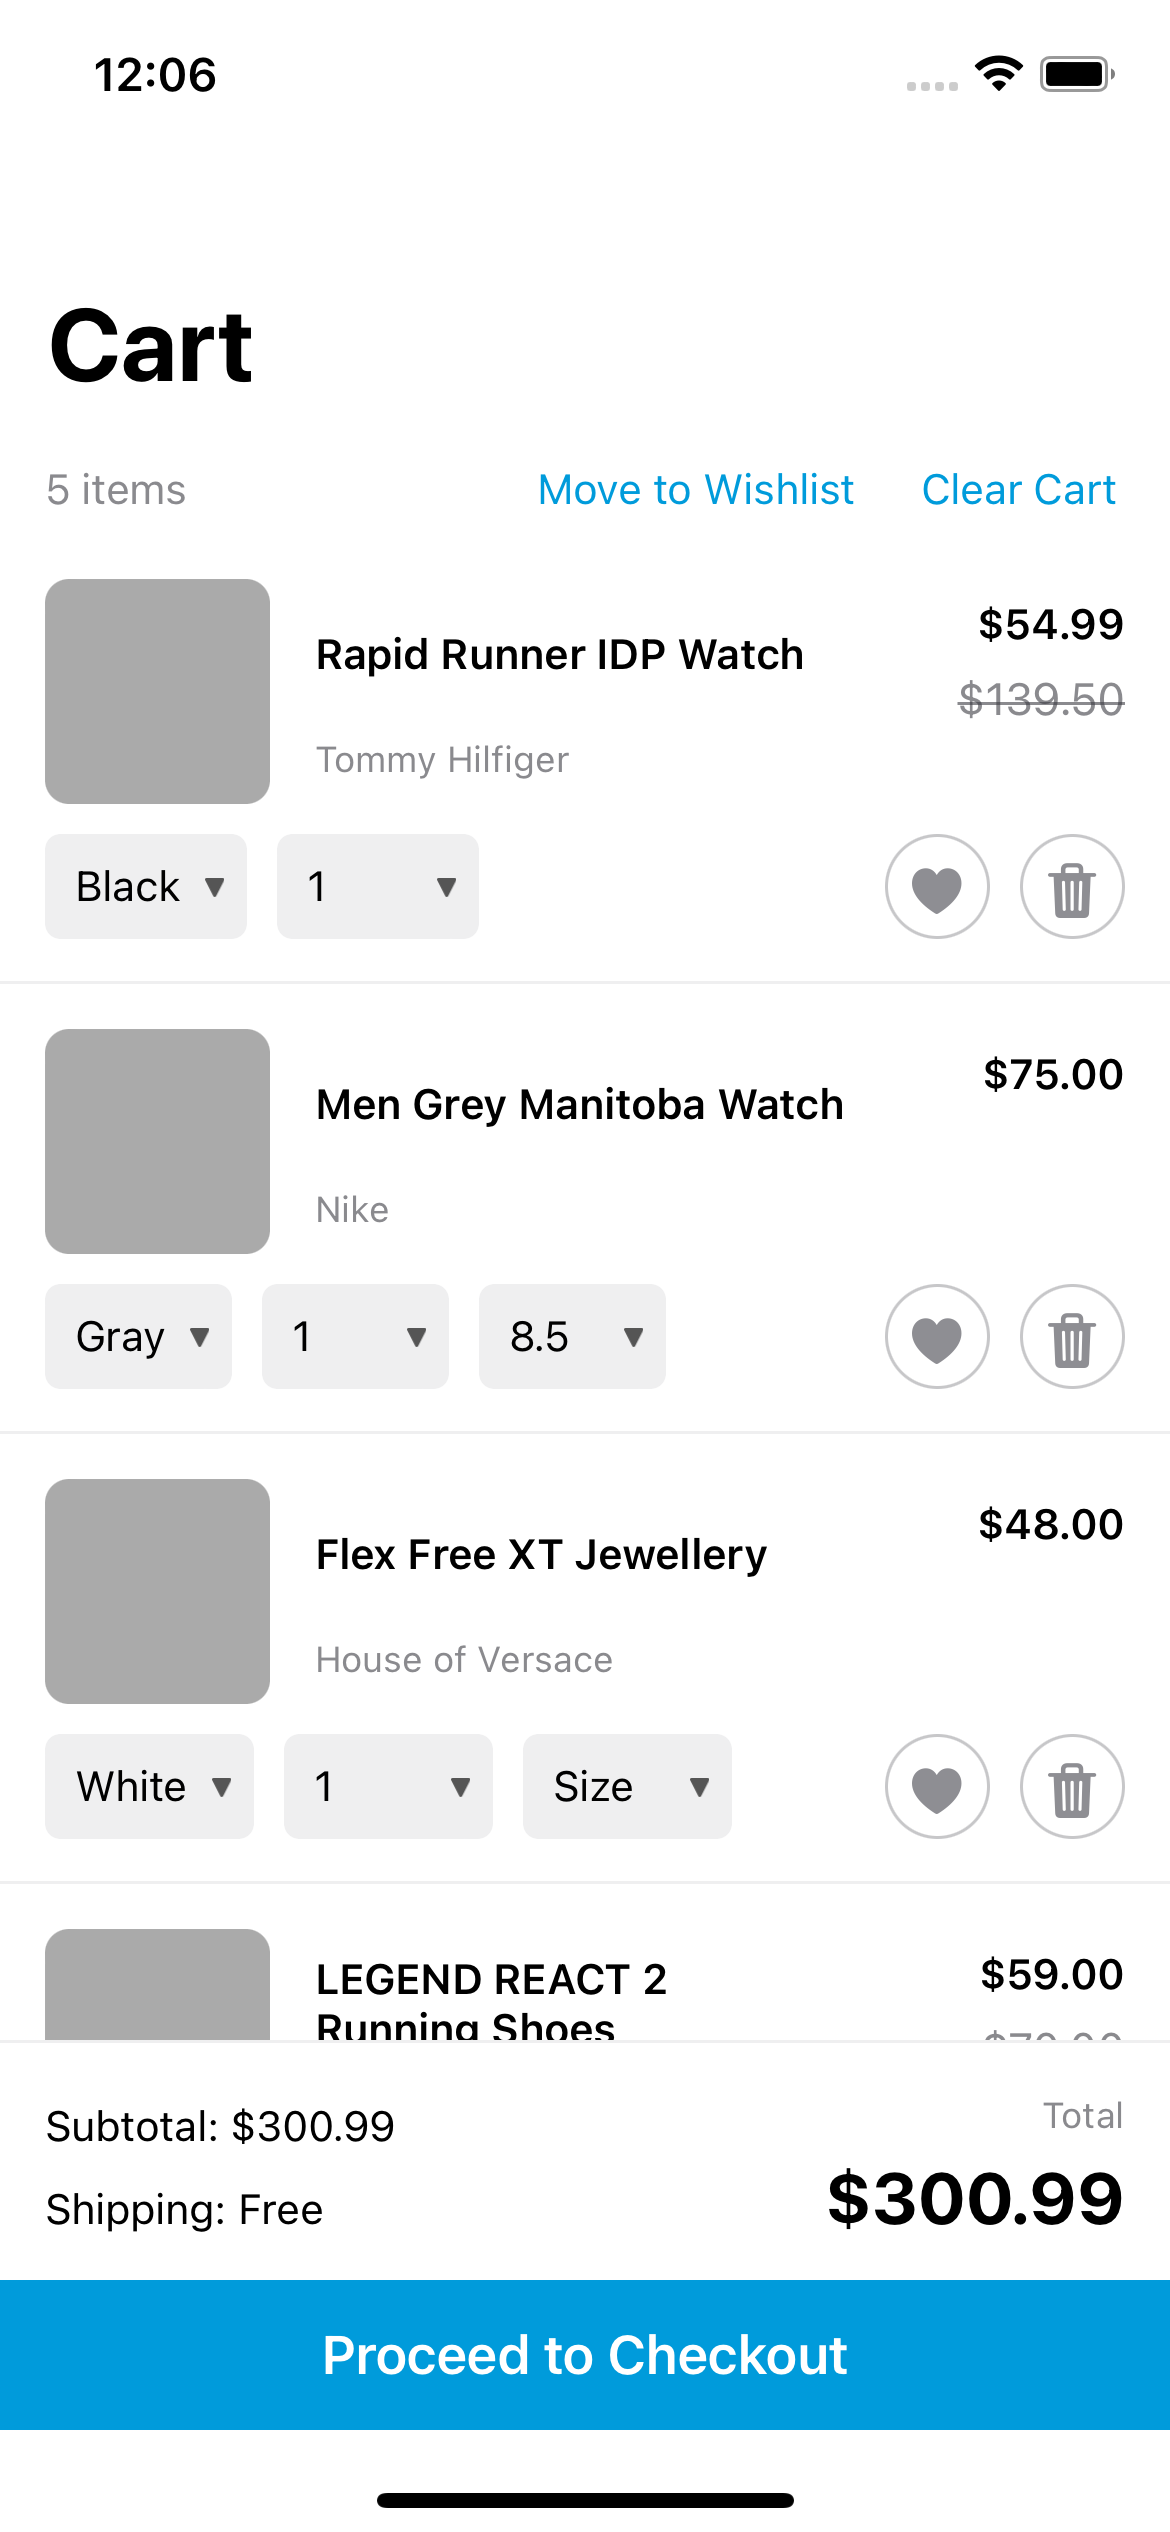 12:06
Cart
5 items Move to Wishlist Clear Cart
Rapid Runner IDP Watch
$54.99
$139.50
Tommy Hilfiger
Black 1
Men Grey Manitoba Watch
$75.00
Nike
Gray 1 8.5
Flex Free XT Jewellery
$48.00
House of Versace
White 1 Size
LEGEND REACT 2
Running Shoes
$59.00
Subtotal: $300.99
Shipping: Free
Total
$300.99
Proceed to Checkout